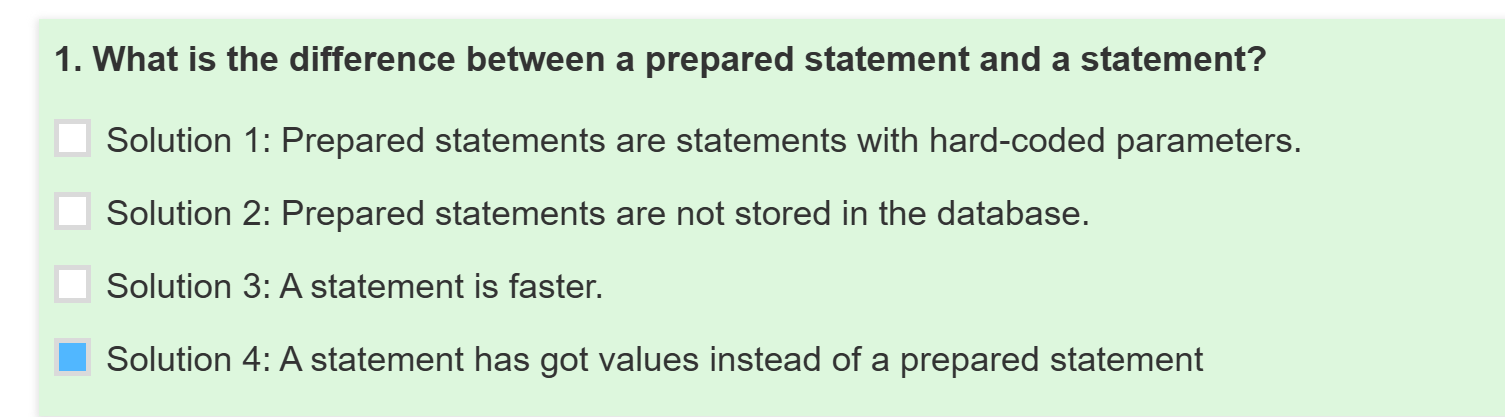 1. What is the difference between a prepared statement and a statement?
Solution 1: Prepared statements are statements with hard-coded parameters.
Solution 2: Prepared statements are not stored in the database.
Solution 3: A statement is faster.
Solution 4: A statement has got values instead of a prepared statement